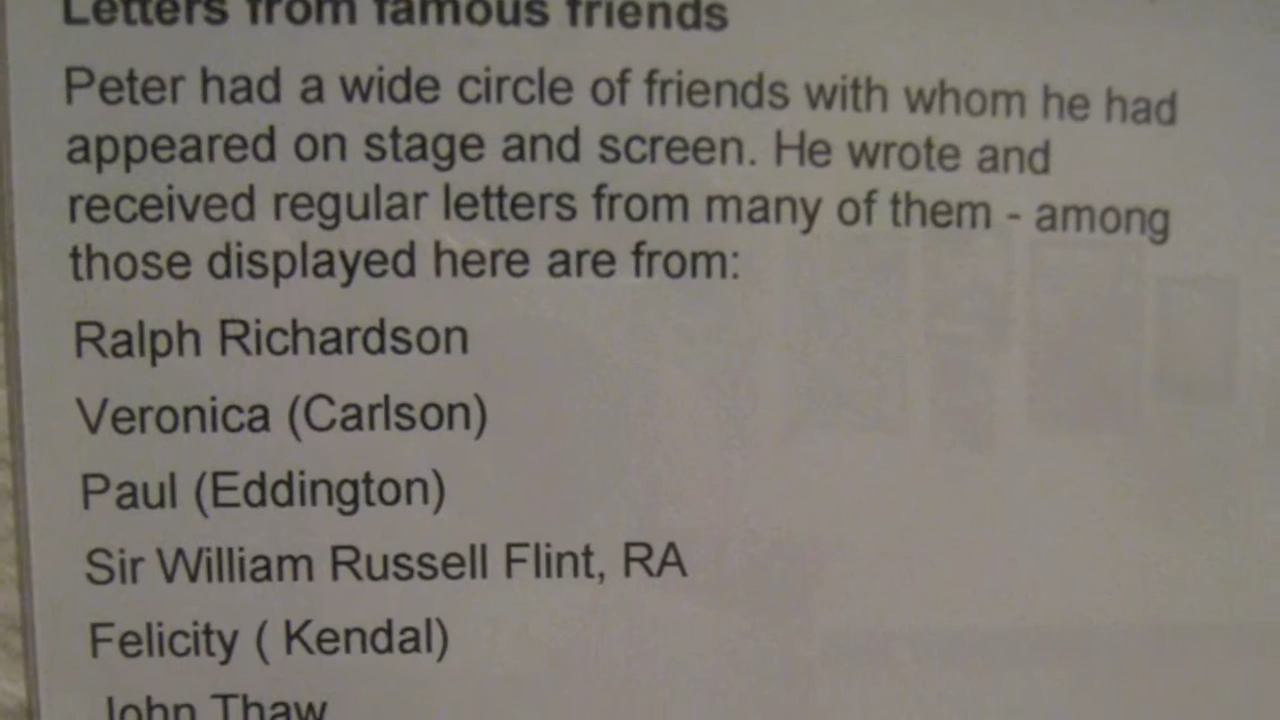 Letters from famous friends
Peter had a wide circle of friends with whom he had
appeared on stage and screen. He wrote and
received regular letters from many of them - among
those displayed here are from:
Ralph Richardson
Veronica (Carlson)
Paul (Eddington)
Sir William Russell Flint, RA
Felicity ( Kendal)
John Thaw